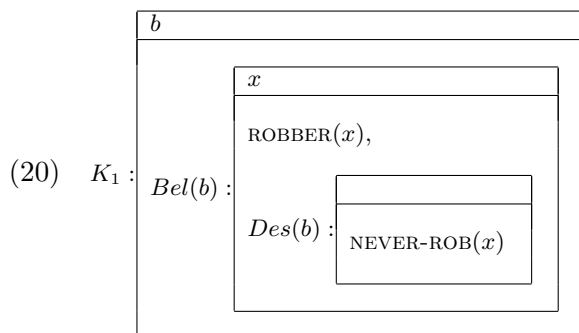 b
x
ROBBER(x),
(20) K₁ :
Bel(b) :
Des(b) :
NEVER-ROB(x)